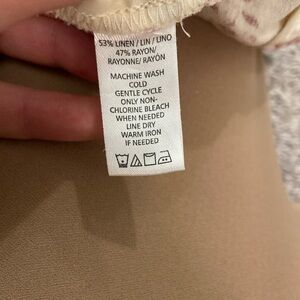 53% LINEN / LIN / LINO
47% RAYON/
RAYONNE/ RAYÓN
MACHINE WASH
COLD
GENTLE CYCLE
ONLY NON-
CHLORINE BLEACH
WHEN NEEDED
LINE DRY
WARM IRON
IF NEEDED